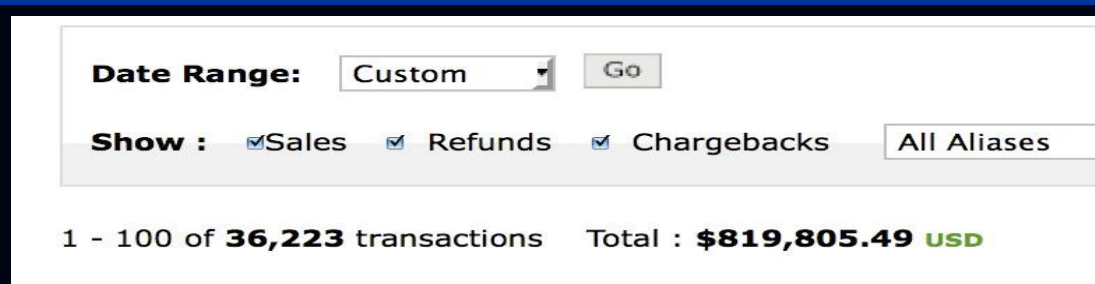 Date Range: Custom Go
Show : Sales Refunds Chargebacks All Aliases
1 - 100 of 36,223 transactions Total : $819,805.49 USD